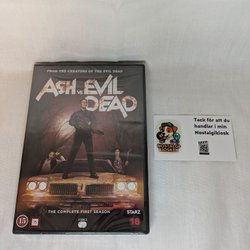 FROM THE CREATORS OF THE EVIL DEAD
ASH VS EVIL
DEAD
THE COMPLETE FIRST SEASON
STARZ
15
18
Tack för att du
handlar i min
Nostalgikiosk